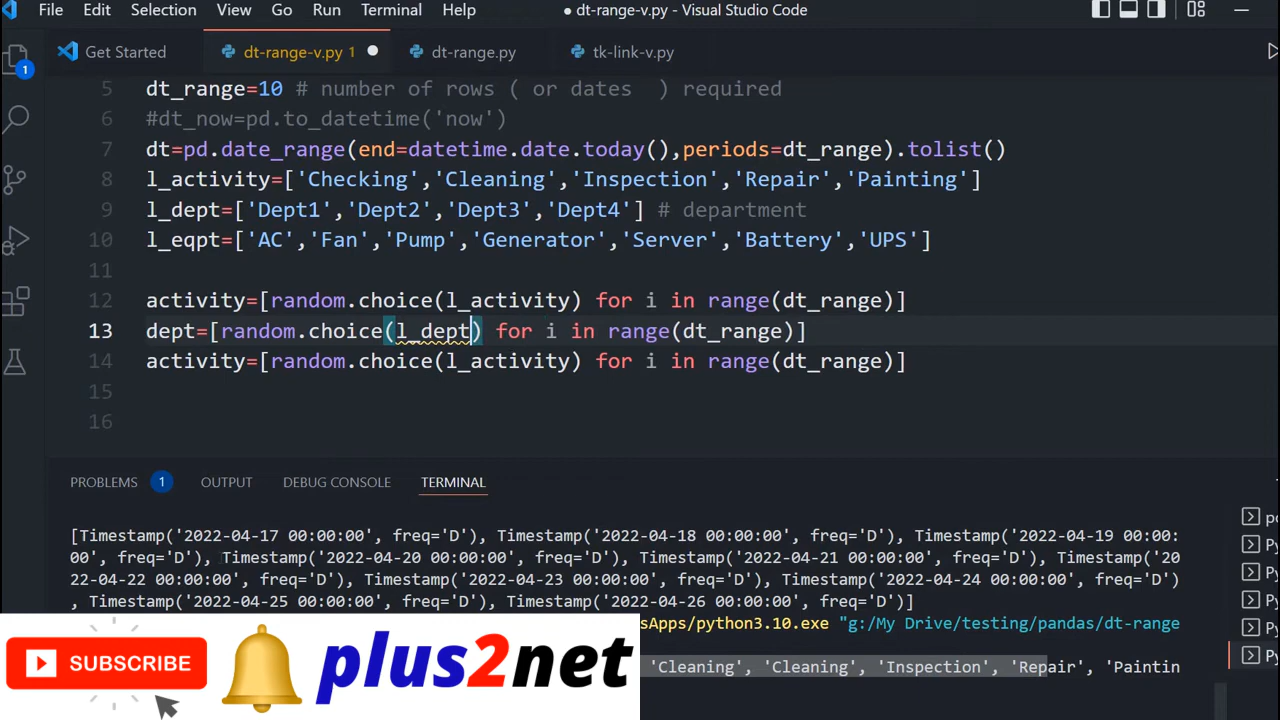 File Edit Selection View Go Run Terminal Help ● dt-range-v.py - Visual Studio Code
Get Started dt-range-v.py 1 ● dt-range.py tk-link-v.py
1
5 dt_range=10 # number of rows ( or dates  ) required
6 #dt_now=pd.to_datetime('now')
7 dt=pd.date_range(end=datetime.date.today(),periods=dt_range).tolist()
8 l_activity=['Checking','Cleaning','Inspection','Repair','Painting']
9 l_dept=['Dept1','Dept2','Dept3','Dept4'] # department
10 l_eqpt=['AC','Fan','Pump','Generator','Server','Battery','UPS']
11
12 activity=[random.choice(l_activity) for i in range(dt_range)]
13 dept=[random.choice(l_dept) for i in range(dt_range)]
14 activity=[random.choice(l_activity) for i in range(dt_range)]
15
16
PROBLEMS 1 OUTPUT DEBUG CONSOLE TERMINAL
[Timestamp('2022-04-17 00:00:00', freq='D'), Timestamp('2022-04-18 00:00:00', freq='D'), Timestamp('2022-04-19 00:00:
00', freq='D'), Timestamp('2022-04-20 00:00:00', freq='D'), Timestamp('2022-04-21 00:00:00', freq='D'), Timestamp('20
22-04-22 00:00:00', freq='D'), Timestamp('2022-04-23 00:00:00', freq='D'), Timestamp('2022-04-24 00:00:00', freq='D')
, Timestamp('2022-04-25 00:00:00', freq='D'), Timestamp('2022-04-26 00:00:00', freq='D')]
sApps/python3.10.exe "g:/My Drive/testing/pandas/dt-range
'Cleaning', 'Cleaning', 'Inspection', 'Repair', 'Paintin
po
Py
Py
Py
Py
Py
SUBSCRIBE
plus2net